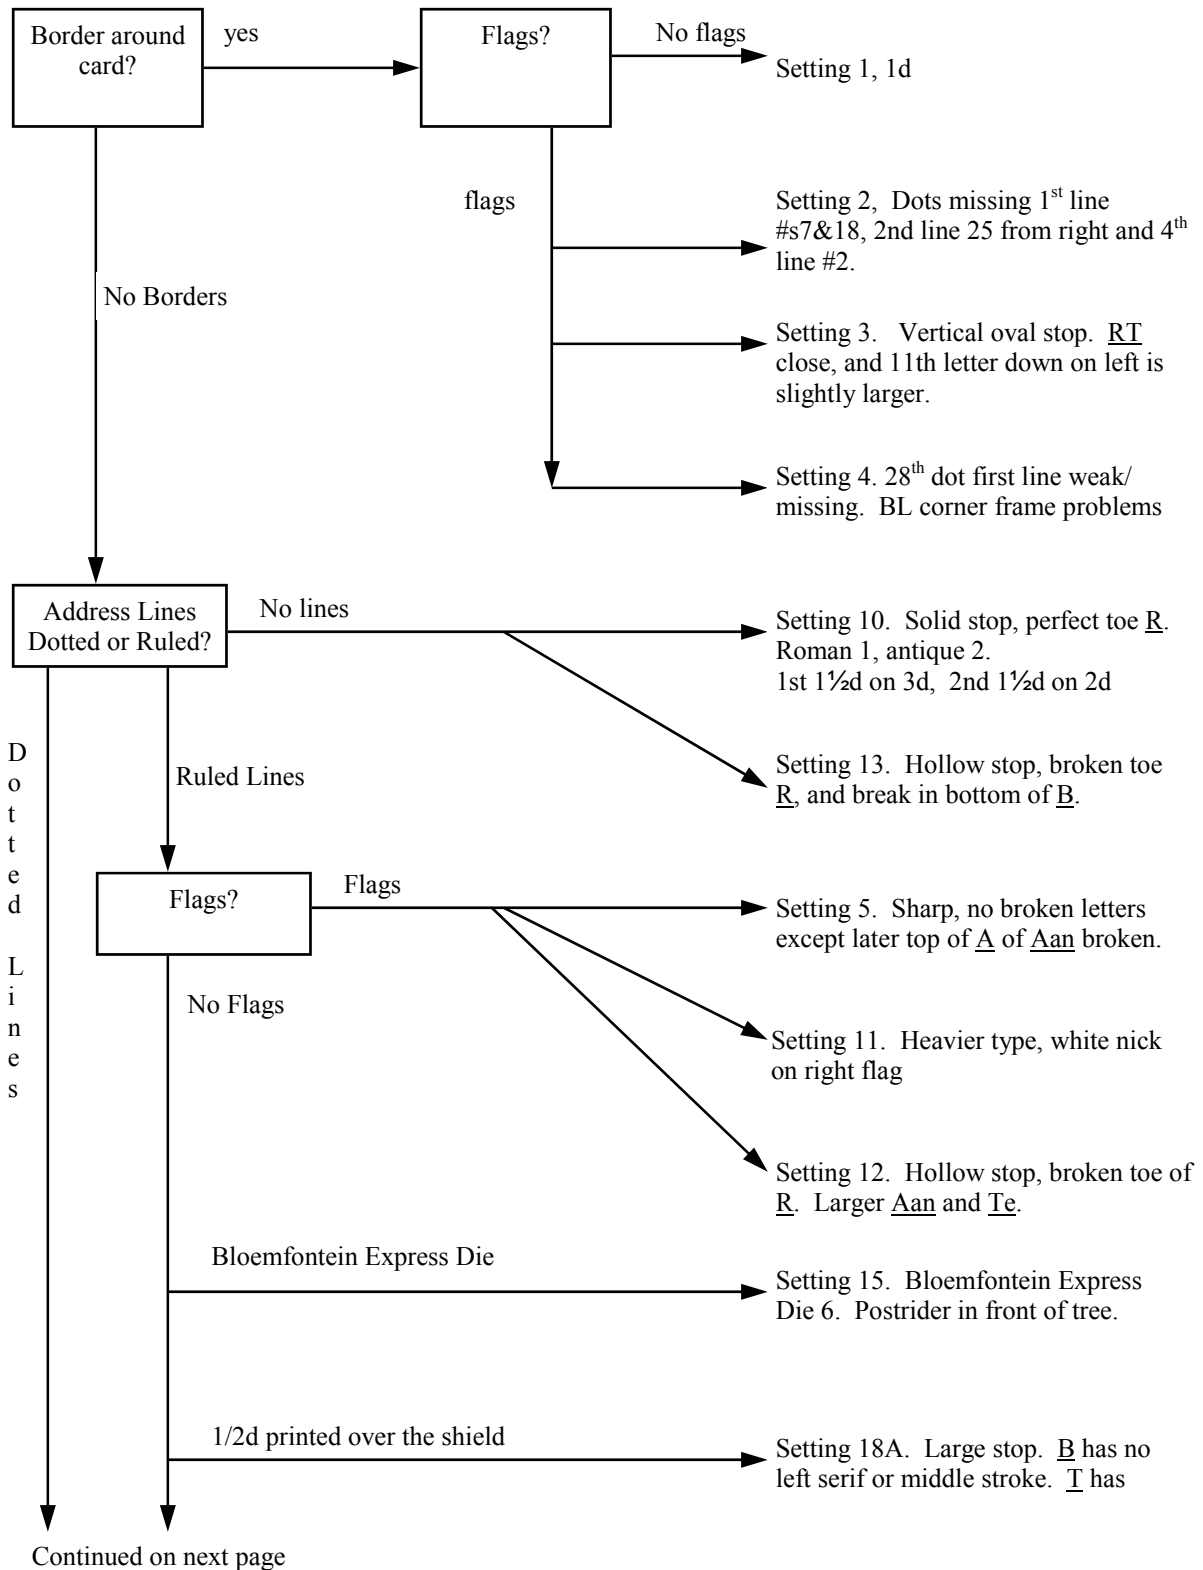 Border around
card?
yes
Flags?
No flags
Setting 1, 1d
flags
Setting 2,  Dots missing 1st line
#s7&18, 2nd line 25 from right and 4th
line #2.
No Borders
Setting 3.   Vertical oval stop.  RT
close, and 11th letter down on left is
slightly larger.
Setting 4. 28th dot first line weak/
missing.  BL corner frame problems
Address Lines
Dotted or Ruled?
No lines
Setting 10.  Solid stop, perfect toe R.
Roman 1, antique 2.
1st 1½d on 3d,  2nd 1½d on 2d
Dotted Lines
Ruled Lines
Setting 13.  Hollow stop, broken toe
R, and break in bottom of B.
Flags?
Flags
Setting 5.  Sharp, no broken letters
except later top of A of Aan broken.
No Flags
Setting 11.  Heavier type, white nick
on right flag
Setting 12.  Hollow stop, broken toe of
R.  Larger Aan and Te.
Bloemfontein Express Die
Setting 15.  Bloemfontein Express
Die 6.  Postrider in front of tree.
1/2d printed over the shield
Setting 18A.  Large stop.  B has no
left serif or middle stroke.  T has
Continued on next page